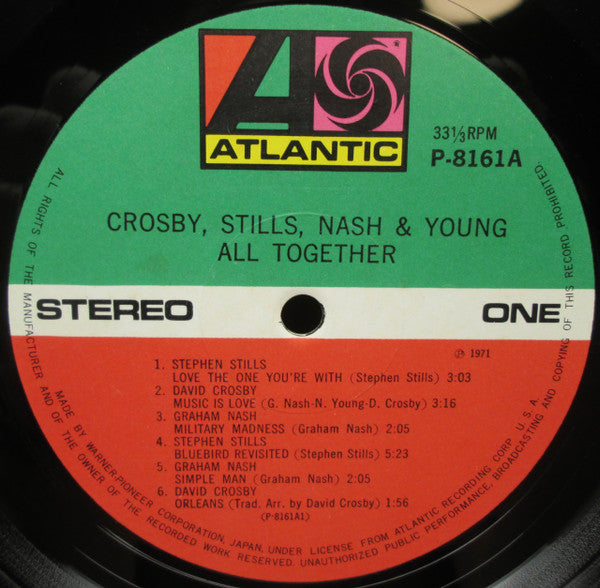 ATLANTIC
33⅓RPM
P-8161A
CROSBY, STILLS, NASH & YOUNG
ALL TOGETHER
STEREO
ONE
℗ 1971
1. STEPHEN STILLS
LOVE THE ONE YOU'RE WITH (Stephen Stills) 3:03
2. DAVID CROSBY
MUSIC IS LOVE (G. Nash-N. Young-D. Crosby) 3:16
3. GRAHAM NASH
MILITARY MADNESS (Graham Nash) 2:05
4. STEPHEN STILLS
BLUEBIRD REVISITED (Stephen Stills) 5:23
5. GRAHAM NASH
SIMPLE MAN (Graham Nash) 2:05
6. DAVID CROSBY
ORLEANS (Trad. Arr. by David Crosby) 1:56
(P-8161A1)
MADE BY WARNER-PIONEER CORPORATION, JAPAN, UNDER LICENSE FROM ATLANTIC RECORDING CORP. U.S.A.
ALL RIGHTS OF THE MANUFACTURER AND OF THE OWNER OF THE RECORDED WORK RESERVED. UNAUTHORIZED PUBLIC PERFORMANCE, BROADCASTING AND COPYING OF THIS RECORD PROHIBITED.